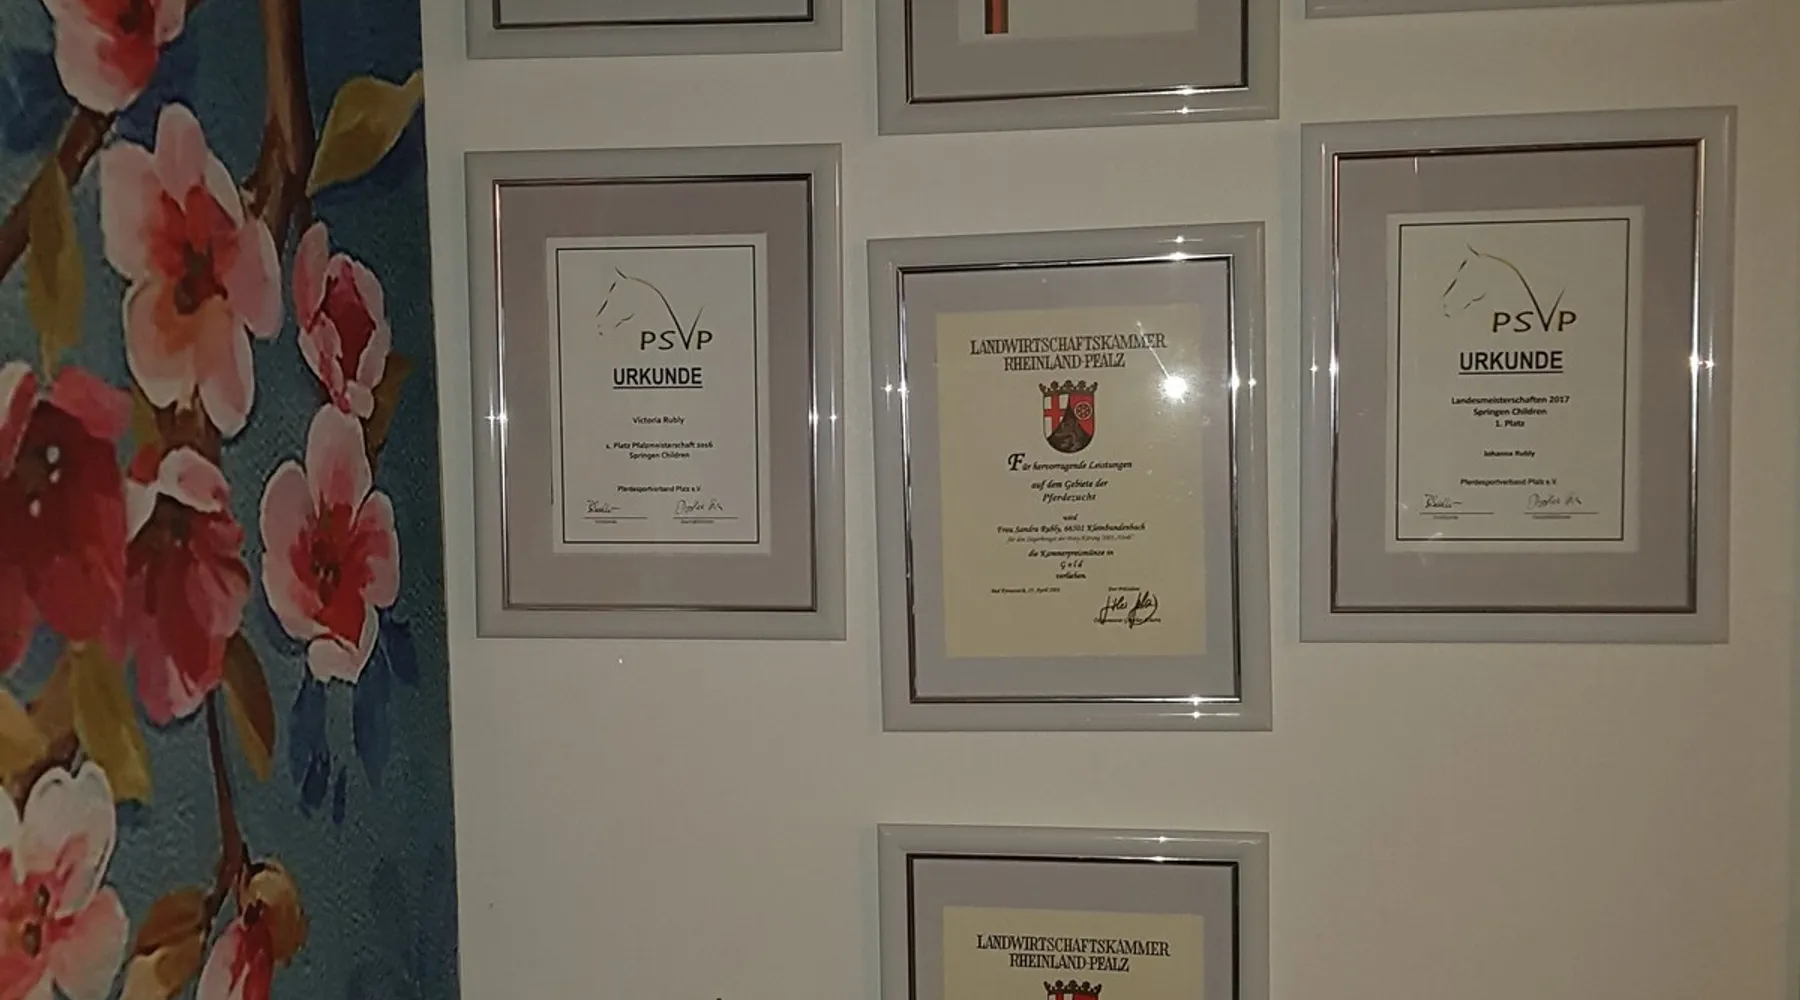 PSVP
URKUNDE
Victoria Rubly
1. Platz Pfalzmeisterschaft 2016
Springen Children
Pferdesportverband Pfalz e.V.
LANDWIRTSCHAFTSKAMMER
RHEINLAND-PFALZ
Für hervorragende Leistungen
auf dem Gebiete der
Pferdezucht
wird
Frau Sandra Rubly, 66501 Kleinbundenbach
die Kammerpreismünze in
Gold
verliehen.
Der Präsident
PSVP
URKUNDE
Landesmeisterschaften 2017
Springen Children
1. Platz
Johanna Rubly
Pferdesportverband Pfalz e.V.
LANDWIRTSCHAFTSKAMMER
RHEINLAND-PFALZ